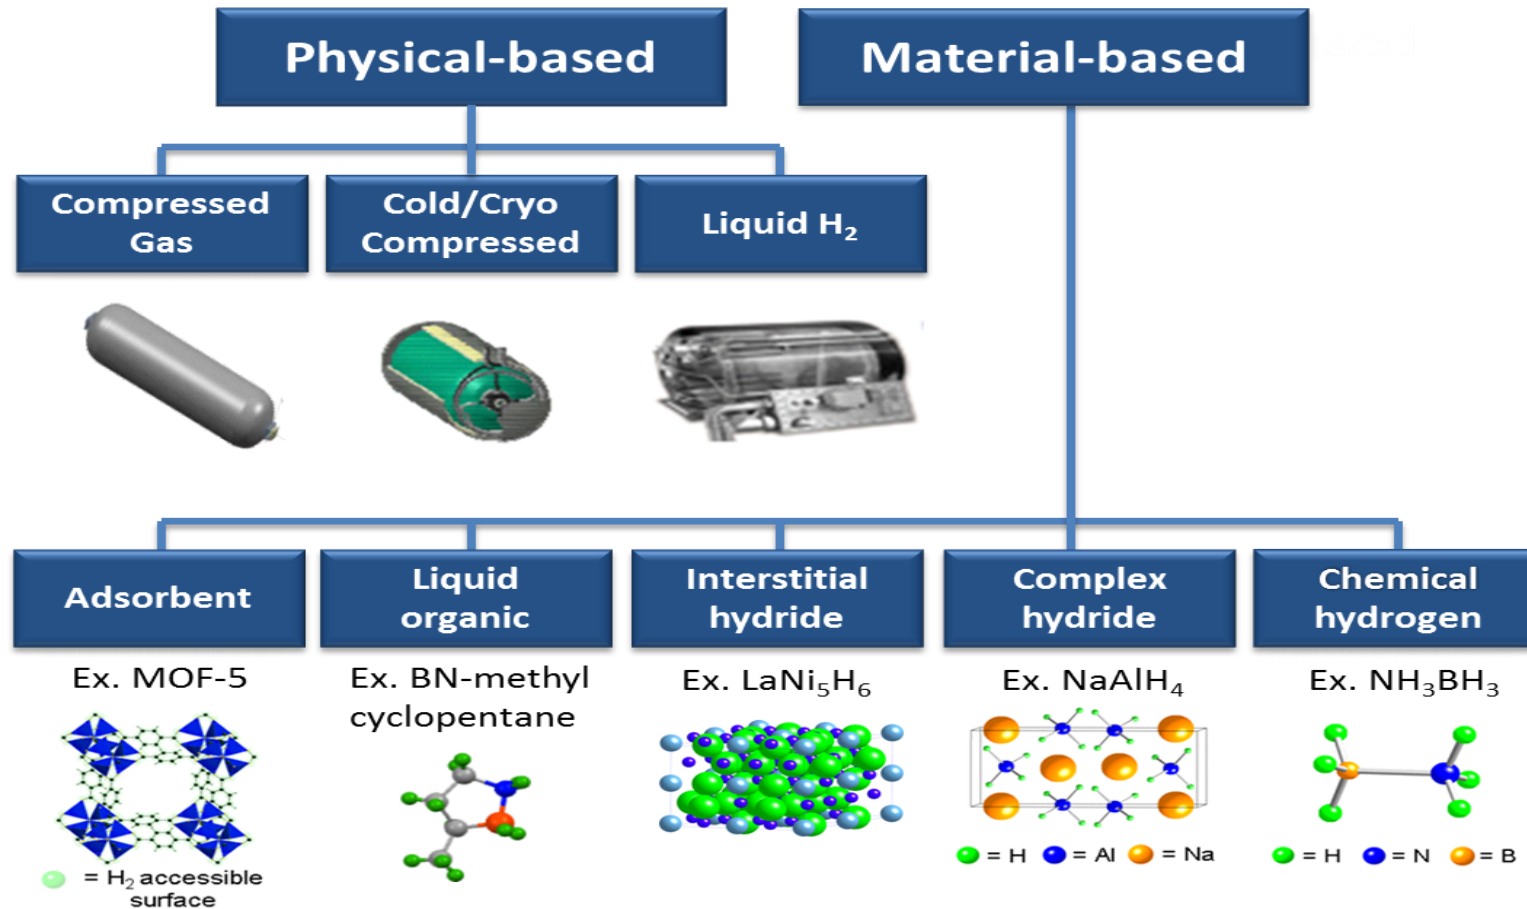 Physical-based
Material-based
Compressed
Gas
Cold/Cryo
Compressed
Liquid H₂
Adsorbent
Liquid
organic
Interstitial
hydride
Complex
hydride
Chemical
hydrogen
Ex. MOF-5
Ex. BN-methyl
cyclopentane
Ex. LaNi₅H₆
Ex. NaAlH₄
Ex. NH₃BH₃
= H₂ accessible
surface
= H = Al = Na
= H = N = B